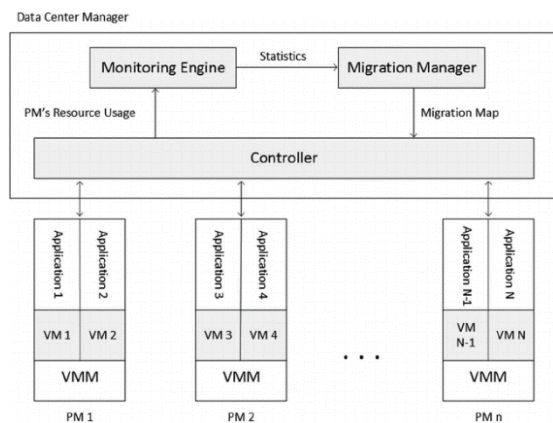 Data Center Manager
Monitoring Engine
Statistics
Migration Manager
PM's Resource Usage
Migration Map
Controller
Application 1
Application 2
Application 3
Application 4
Application N-1
Application N
VM 1
VM 2
VM 3
VM 4
VM
N-1
VM N
. . .
VMM
VMM
VMM
PM 1
PM 2
PM n